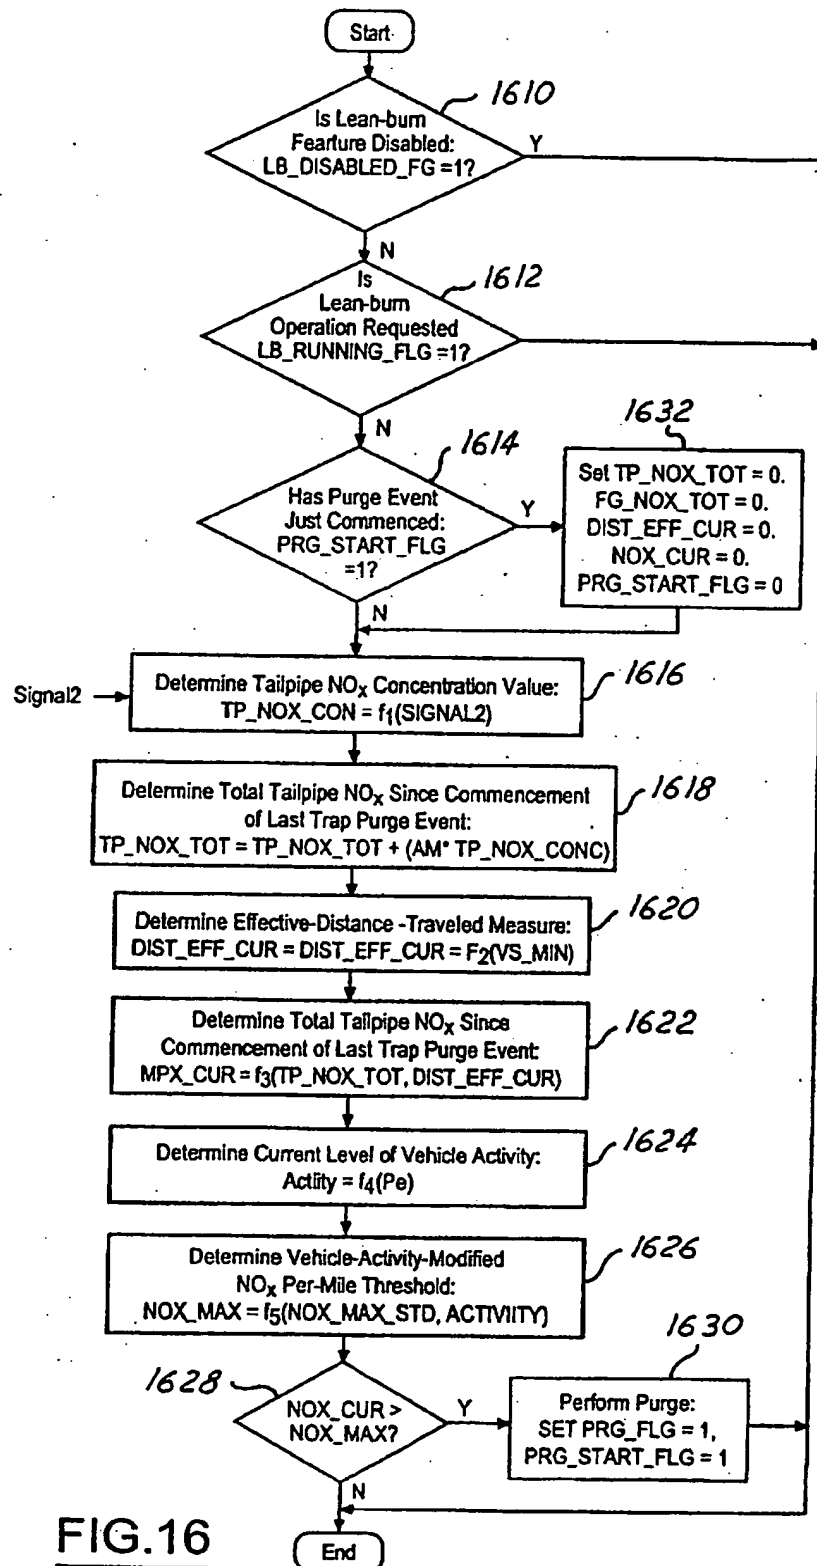 Start
1610
Is Lean-burn
Fearture Disabled:
LB_DISABLED_FG =1?
Y
N
1612
Is
Lean-burn
Operation Requested
LB_RUNNING_FLG =1?
N
1614
Has Purge Event
Just Commenced:
PRG_START_FLG
=1?
Y
N
1632
Set TP_NOX_TOT = 0.
FG_NOX_TOT = 0.
DIST_EFF_CUR = 0.
NOX_CUR = 0.
PRG_START_FLG = 0
Signal2
1616
Determine Tailpipe NOx Concentration Value:
TP_NOX_CON = f1(SIGNAL2)
1618
Determine Total Tailpipe NOx Since Commencement
of Last Trap Purge Event:
TP_NOX_TOT = TP_NOX_TOT + (AM* TP_NOX_CONC)
1620
Determine Effective-Distance -Traveled Measure:
DIST_EFF_CUR = DIST_EFF_CUR = F2(VS_MIN)
1622
Determine Total Tailpipe NOx Since
Commencement of Last Trap Purge Event:
MPX_CUR = f3(TP_NOX_TOT, DIST_EFF_CUR)
1624
Determine Current Level of Vehicle Activity:
Actiity = f4(Pe)
1626
Determine Vehicle-Activity-Modified
NOx Per-Mile Threshold:
NOX_MAX = f5(NOX_MAX_STD, ACTIVIITY)
1628
NOX_CUR >
NOX_MAX?
Y
N
1630
Perform Purge:
SET PRG_FLG = 1,
PRG_START_FLG = 1
End
FIG.16